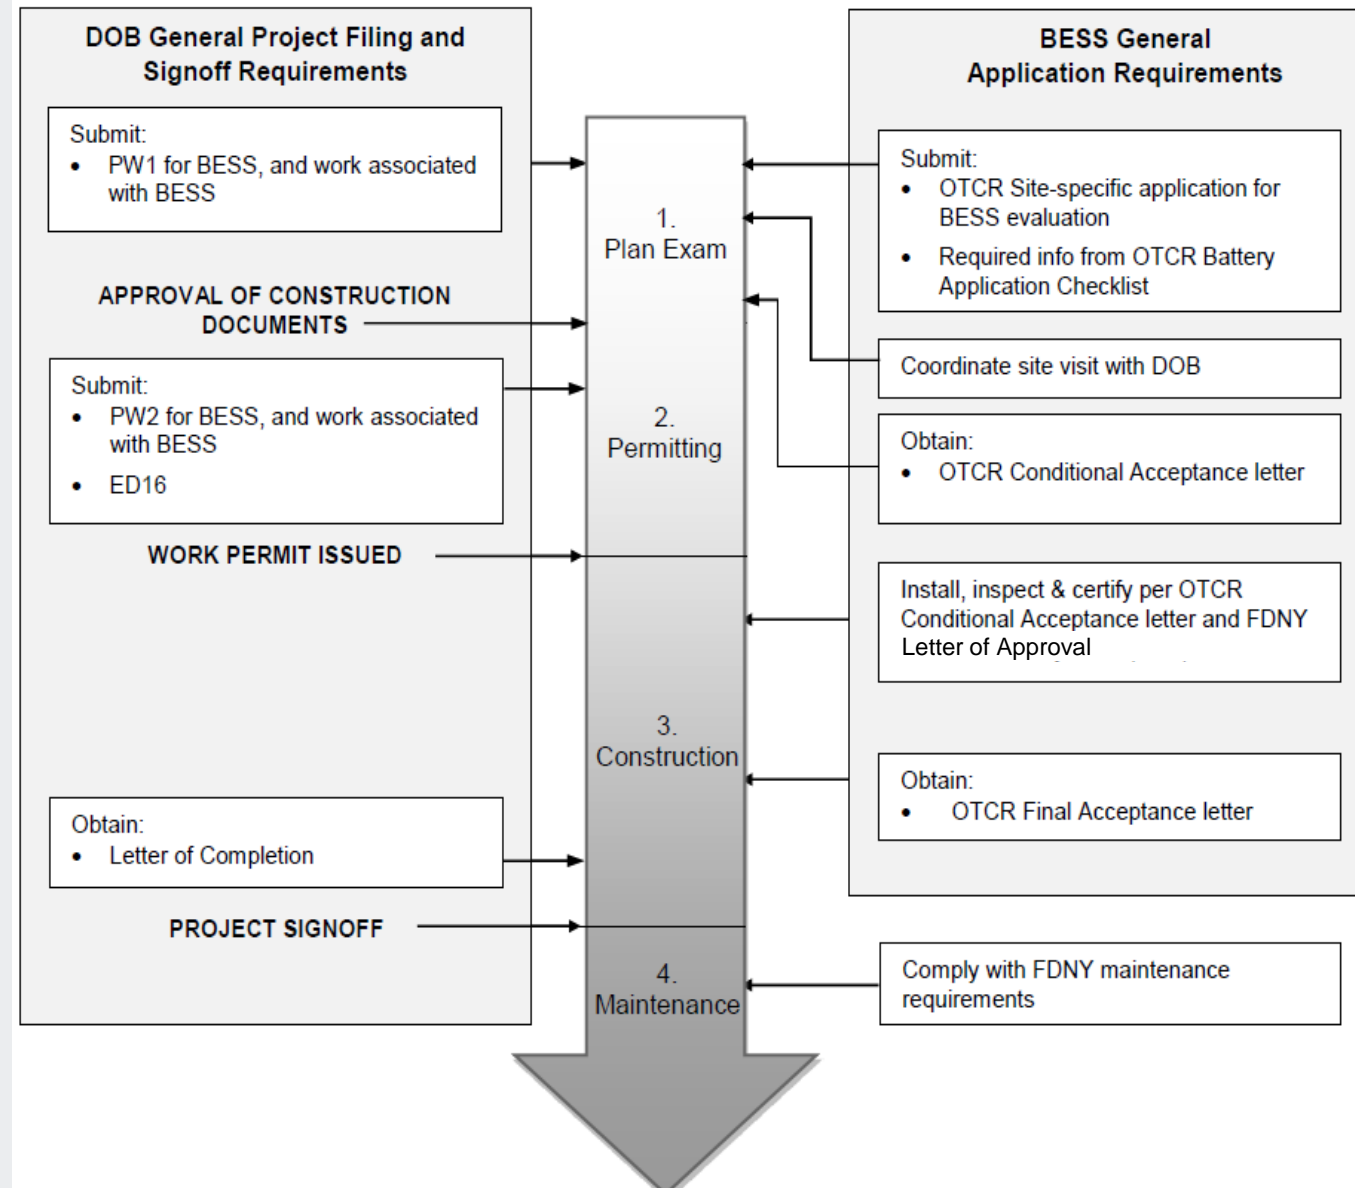 DOB General Project Filing and
Signoff Requirements
Submit:
• PW1 for BESS, and work associated
with BESS
APPROVAL OF CONSTRUCTION
DOCUMENTS
Submit:
• PW2 for BESS, and work associated
with BESS
• ED16
WORK PERMIT ISSUED
Obtain:
• Letter of Completion
PROJECT SIGNOFF
1.
Plan Exam
2.
Permitting
3.
Construction
4.
Maintenance
BESS General
Application Requirements
Submit:
• OTCR Site-specific application for
BESS evaluation
• Required info from OTCR Battery
Application Checklist
Coordinate site visit with DOB
Obtain:
• OTCR Conditional Acceptance letter
Install, inspect & certify per OTCR
Conditional Acceptance letter and FDNY
Letter of Approval
Obtain:
• OTCR Final Acceptance letter
Comply with FDNY maintenance
requirements